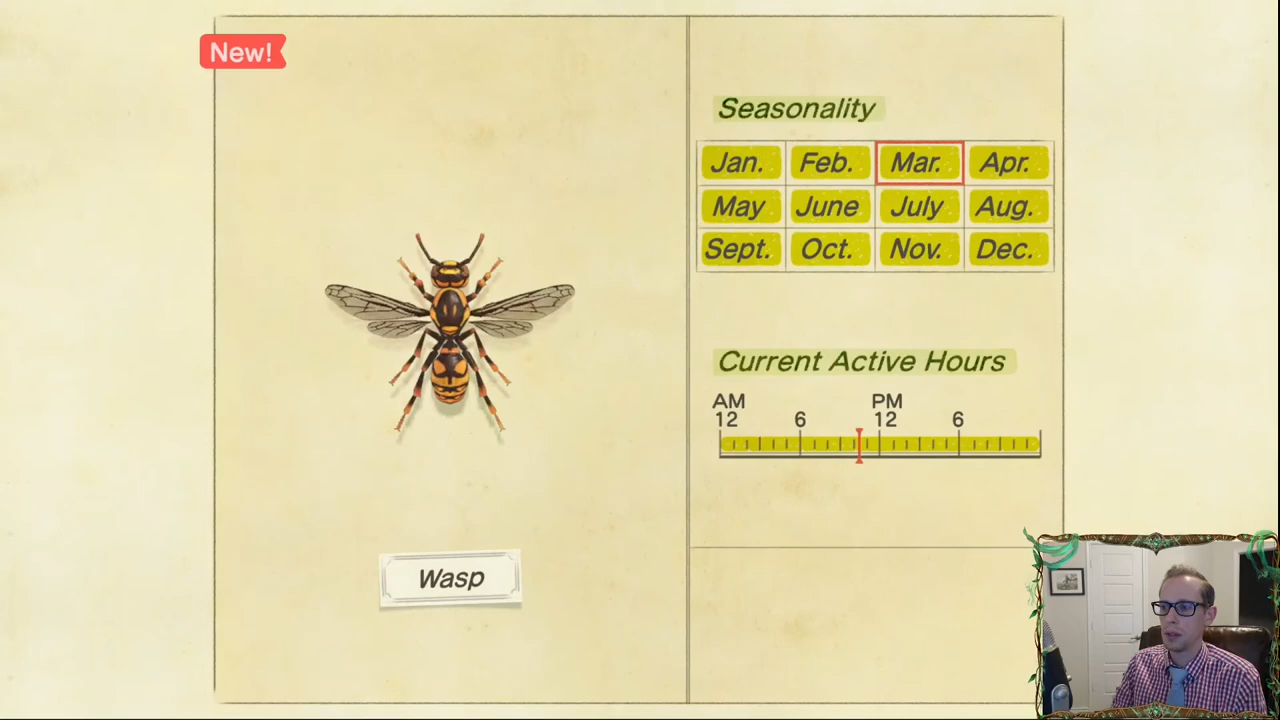 New!
Seasonality
Jan. Feb. Mar. Apr.
May June July Aug.
Sept. Oct. Nov. Dec.
Current Active Hours
AM PM
12 6 12 6
Wasp